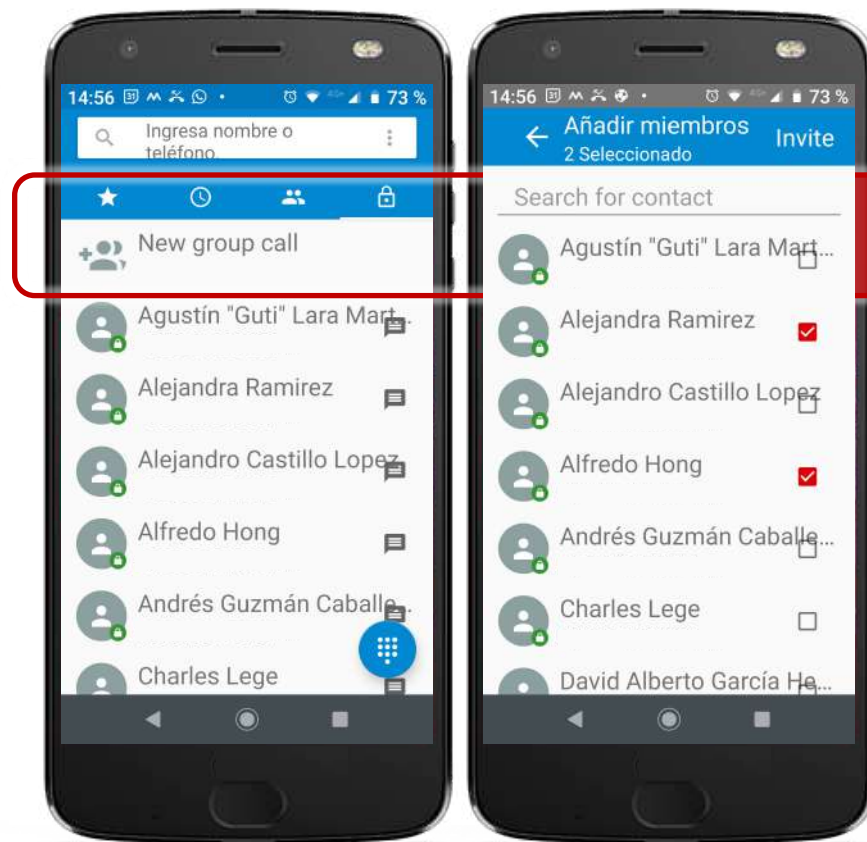 14:56 73 %
Ingresa nombre o
teléfono.
New group call
Agustín "Guti" Lara Mart...
Alejandra Ramirez
Alejandro Castillo Lopez
Alfredo Hong
Andrés Guzmán Caballe...
Charles Lege
14:56 73 %
Añadir miembros
2 Seleccionado
Invite
Search for contact
Agustín "Guti" Lara Mart...
Alejandra Ramirez
Alejandro Castillo Lopez
Alfredo Hong
Andrés Guzmán Caballe...
Charles Lege
David Alberto García He...